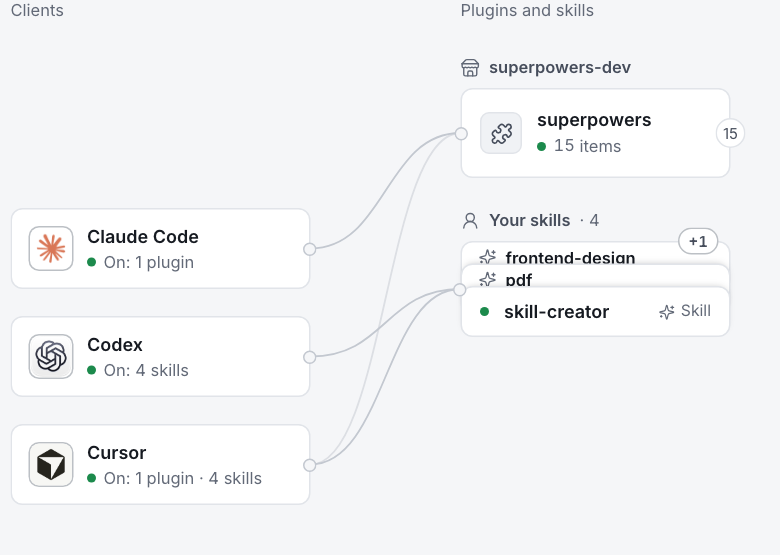 Clients
Plugins and skills
superpowers-dev
superpowers
15 items
15
Your skills · 4
+1
frontend-design
pdf
skill-creator
Skill
Claude Code
On: 1 plugin
Codex
On: 4 skills
Cursor
On: 1 plugin · 4 skills